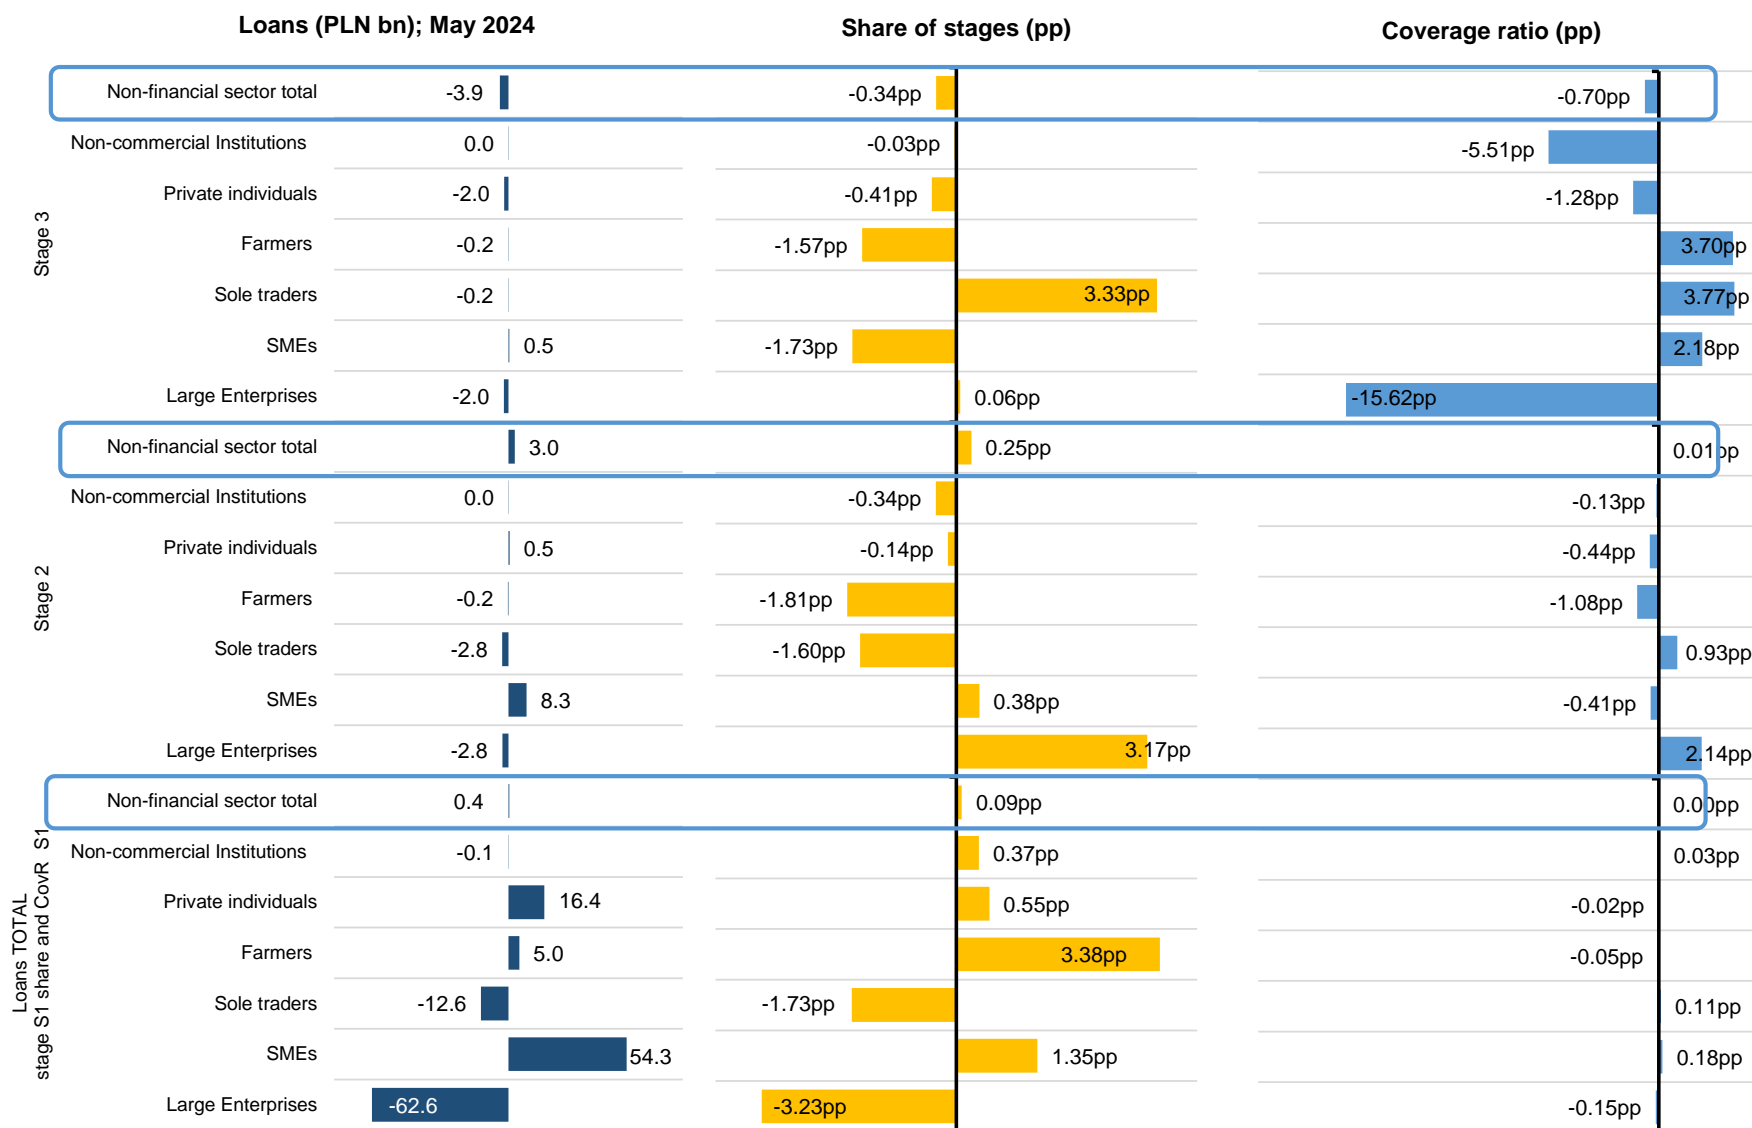 Loans (PLN bn); May 2024 Share of stages (pp) Coverage ratio (pp)
Stage 3
Non-financial sector total -3.9 -0.34pp -0.70pp
Non-commercial Institutions 0.0 -0.03pp -5.51pp
Private individuals -2.0 -0.41pp -1.28pp
Farmers -0.2 -1.57pp 3.70pp
Sole traders -0.2 3.33pp 3.77pp
SMEs 0.5 -1.73pp 2.18pp
Large Enterprises -2.0 0.06pp -15.62pp
Stage 2
Non-financial sector total 3.0 0.25pp 0.01pp
Non-commercial Institutions 0.0 -0.34pp -0.13pp
Private individuals 0.5 -0.14pp -0.44pp
Farmers -0.2 -1.81pp -1.08pp
Sole traders -2.8 -1.60pp 0.93pp
SMEs 8.3 0.38pp -0.41pp
Large Enterprises -2.8 3.17pp 2.14pp
Loans TOTAL
stage S1 share and CovR S1
Non-financial sector total 0.4 0.09pp 0.00pp
Non-commercial Institutions -0.1 0.37pp 0.03pp
Private individuals 16.4 0.55pp -0.02pp
Farmers 5.0 3.38pp -0.05pp
Sole traders -12.6 -1.73pp 0.11pp
SMEs 54.3 1.35pp 0.18pp
Large Enterprises -62.6 -3.23pp -0.15pp